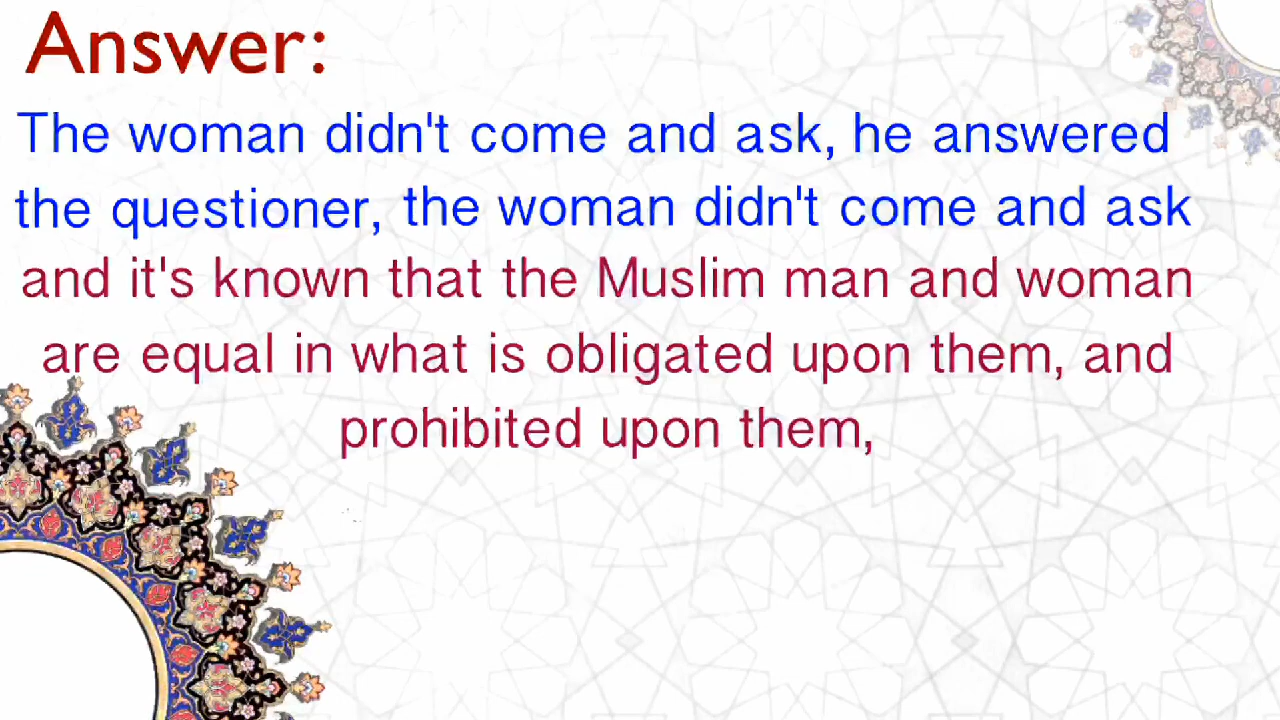 Answer:
The woman didn't come and ask, he answered
the questioner, the woman didn't come and ask
and it's known that the Muslim man and woman
are equal in what is obligated upon them, and
prohibited upon them,